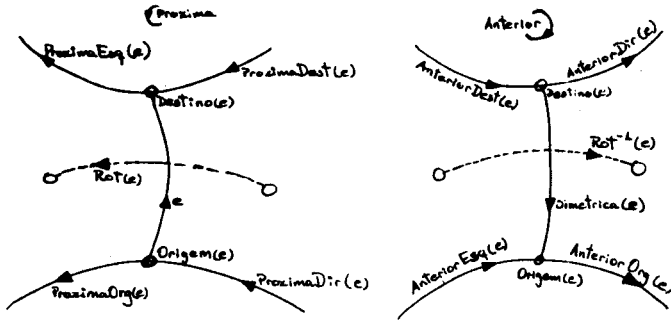 Proxima
ProximaEsq(e)
ProximaDest(e)
Destino(e)
Rot(e)
e
Origem(e)
ProximaOrg(e)
ProximaDir(e)
Anterior
AnteriorDir(e)
AnteriorDest(e)
Destino(e)
Rot⁻¹(e)
Simetrica(e)
AnteriorEsq(e)
AnteriorOrg(e)
Origem(e)